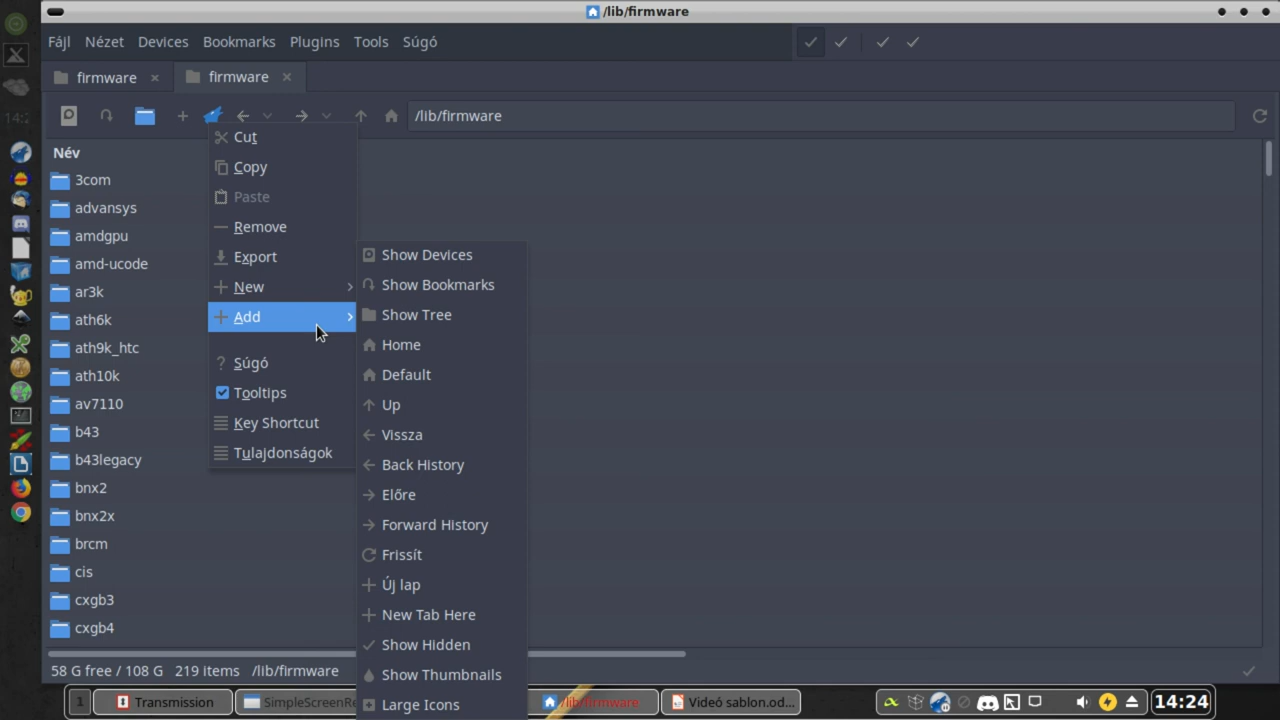 /lib/firmware
Fájl Nézet Devices Bookmarks Plugins Tools Súgó
firmware firmware
14:2
/lib/firmware
Név
3com
advansys
amdgpu
amd-ucode
ar3k
ath6k
ath9k_htc
ath10k
av7110
b43
b43legacy
bnx2
bnx2x
brcm
cis
cxgb3
cxgb4
Cut
Copy
Paste
Remove
Export
New
Add
Súgó
Tooltips
Key Shortcut
Tulajdonságok
Show Devices
Show Bookmarks
Show Tree
Home
Default
Up
Vissza
Back History
Előre
Forward History
Frissít
Új lap
New Tab Here
Show Hidden
Show Thumbnails
Large Icons
58 G free / 108 G 219 items /lib/firmware
1 Transmission SimpleScreenRe /lib/firmware Videó sablon.od... 14:24